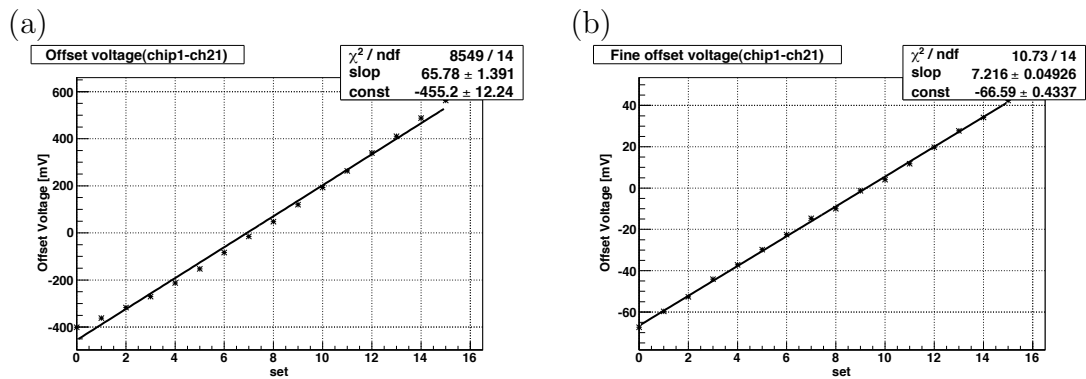 (a)
Offset voltage(chip1-ch21)
χ² / ndf 8549 / 14
slop 65.78 ± 1.391
const -455.2 ± 12.24
Offset Voltage [mV]
600
400
200
0
-200
-400
0 2 4 6 8 10 12 14 16
set
(b)
Fine offset voltage(chip1-ch21)
χ² / ndf 10.73 / 14
slop 7.216 ± 0.04926
const -66.59 ± 0.4337
Offset Voltage [mV]
40
20
0
-20
-40
-60
0 2 4 6 8 10 12 14 16
set